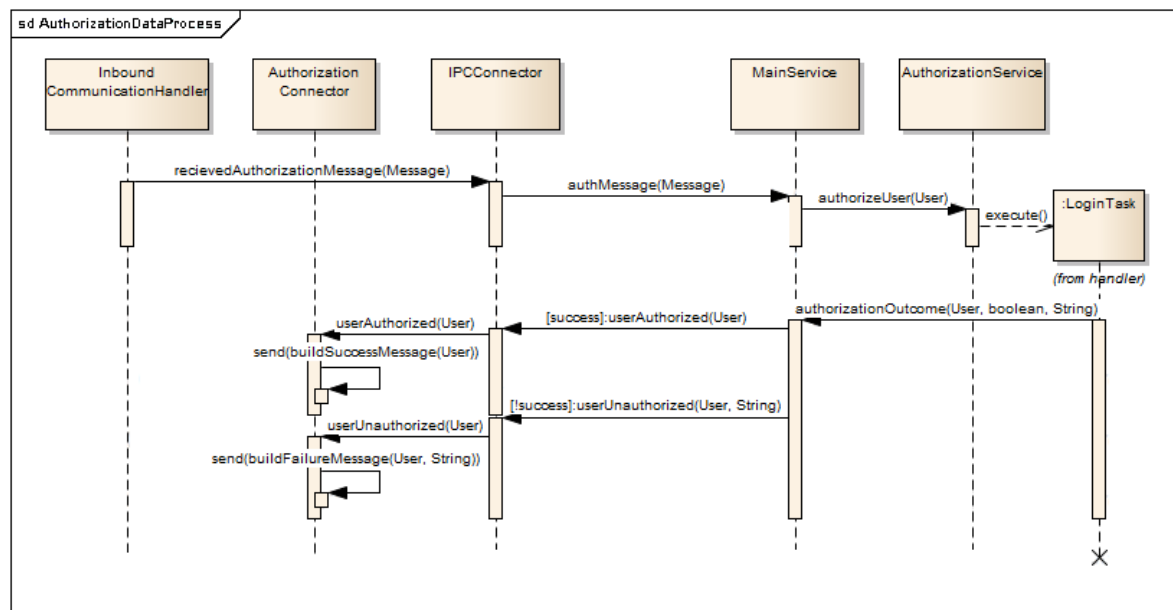 sd AuthorizationDataProcess
Inbound
CommunicationHandler
Authorization
Connector
IPCConnector
MainService
AuthorizationService
recievedAuthorizationMessage(Message)
authMessage(Message)
authorizeUser(User)
execute()
:LoginTask
(from handler)
authorizationOutcome(User, boolean, String)
[success]:userAuthorized(User)
userAuthorized(User)
send(buildSuccessMessage(User))
[!success]:userUnauthorized(User, String)
userUnauthorized(User)
send(buildFailureMessage(User, String))